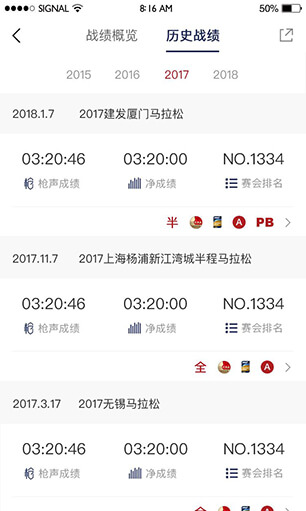 SIGNAL 8:16 AM 50%
战绩概览 历史战绩
2015 2016 2017 2018
2018.1.7 2017建发厦门马拉松
03:20:46 03:20:00 NO.1334
枪声成绩 净成绩 赛会排名
半 A PB
2017.11.7 2017上海杨浦新江湾城半程马拉松
03:20:46 03:20:00 NO.1334
枪声成绩 净成绩 赛会排名
全 A
2017.3.17 2017无锡马拉松
03:20:46 03:20:00 NO.1334
枪声成绩 净成绩 赛会排名